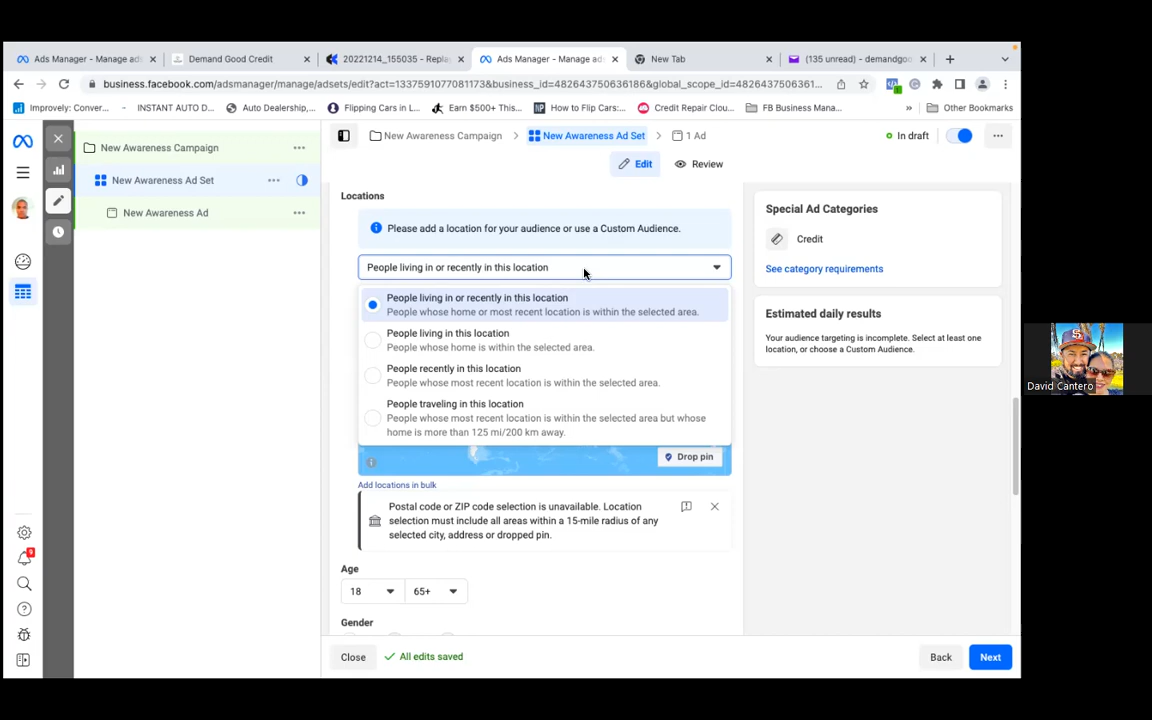 Ads Manager - Manage ad
Demand Good Credit
20221214_155035 - Repla
Ads Manager - Manage ad
New Tab
(135 unread) - demandgoo
business.facebook.com/adsmanager/manage/adsets/edit?act=1337591077081173&business_id=482643750636186&global_scope_id=4826437506361...
Improvely: Conver...
INSTANT AUTO D...
Auto Dealership,...
Flipping Cars in L...
Earn $500+ This...
How to Flip Cars:...
Credit Repair Clou...
FB Business Mana...
Other Bookmarks
New Awareness Campaign
New Awareness Ad Set
1 Ad
In draft
Edit
Review
New Awareness Campaign
New Awareness Ad Set
New Awareness Ad
Locations
Please add a location for your audience or use a Custom Audience.
People living in or recently in this location
People living in or recently in this location
People whose home or most recent location is within the selected area.
People living in this location
People whose home is within the selected area.
People recently in this location
People whose most recent location is within the selected area.
People traveling in this location
People whose most recent location is within the selected area but whose
home is more than 125 mi/200 km away.
Drop pin
Add locations in bulk
Postal code or ZIP code selection is unavailable. Location
selection must include all areas within a 15-mile radius of any
selected city, address or dropped pin.
Age
18
65+
Gender
Special Ad Categories
Credit
See category requirements
Estimated daily results
Your audience targeting is incomplete. Select at least one
location, or choose a Custom Audience.
David Cantero
Close
All edits saved
Back
Next